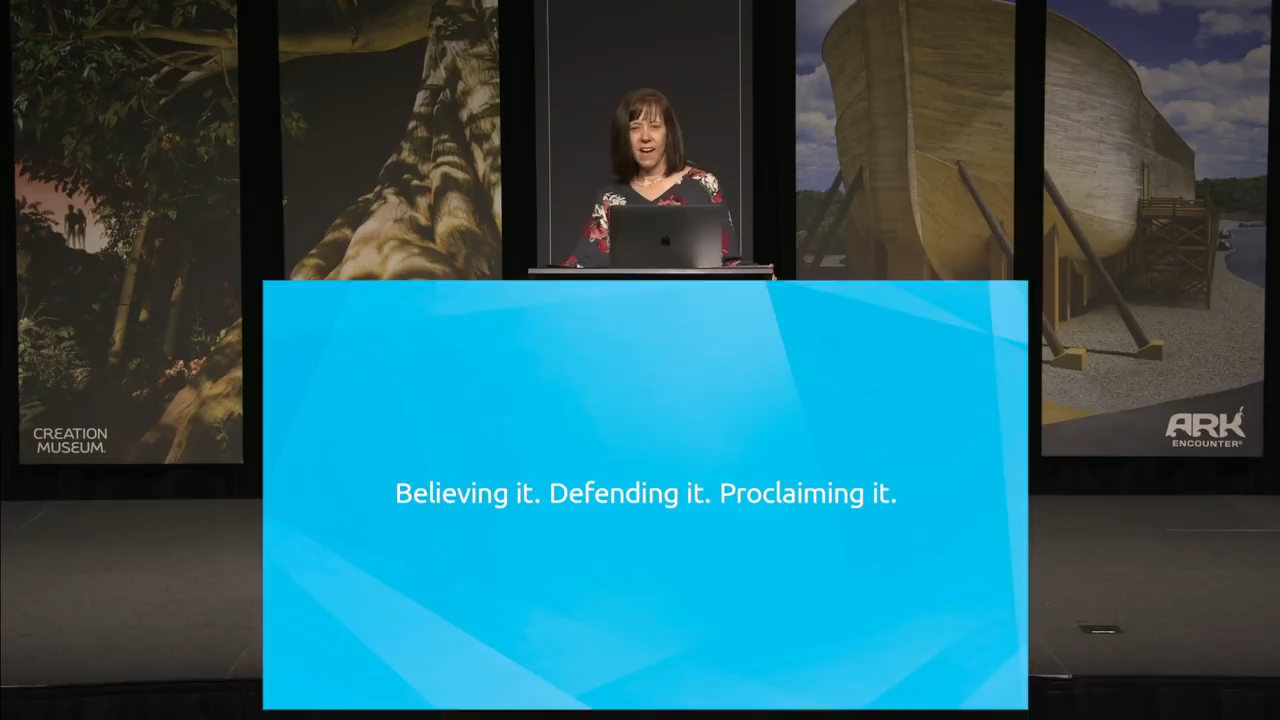 CREATION
MUSEUM.
ARK
ENCOUNTER
Believing it. Defending it. Proclaiming it.